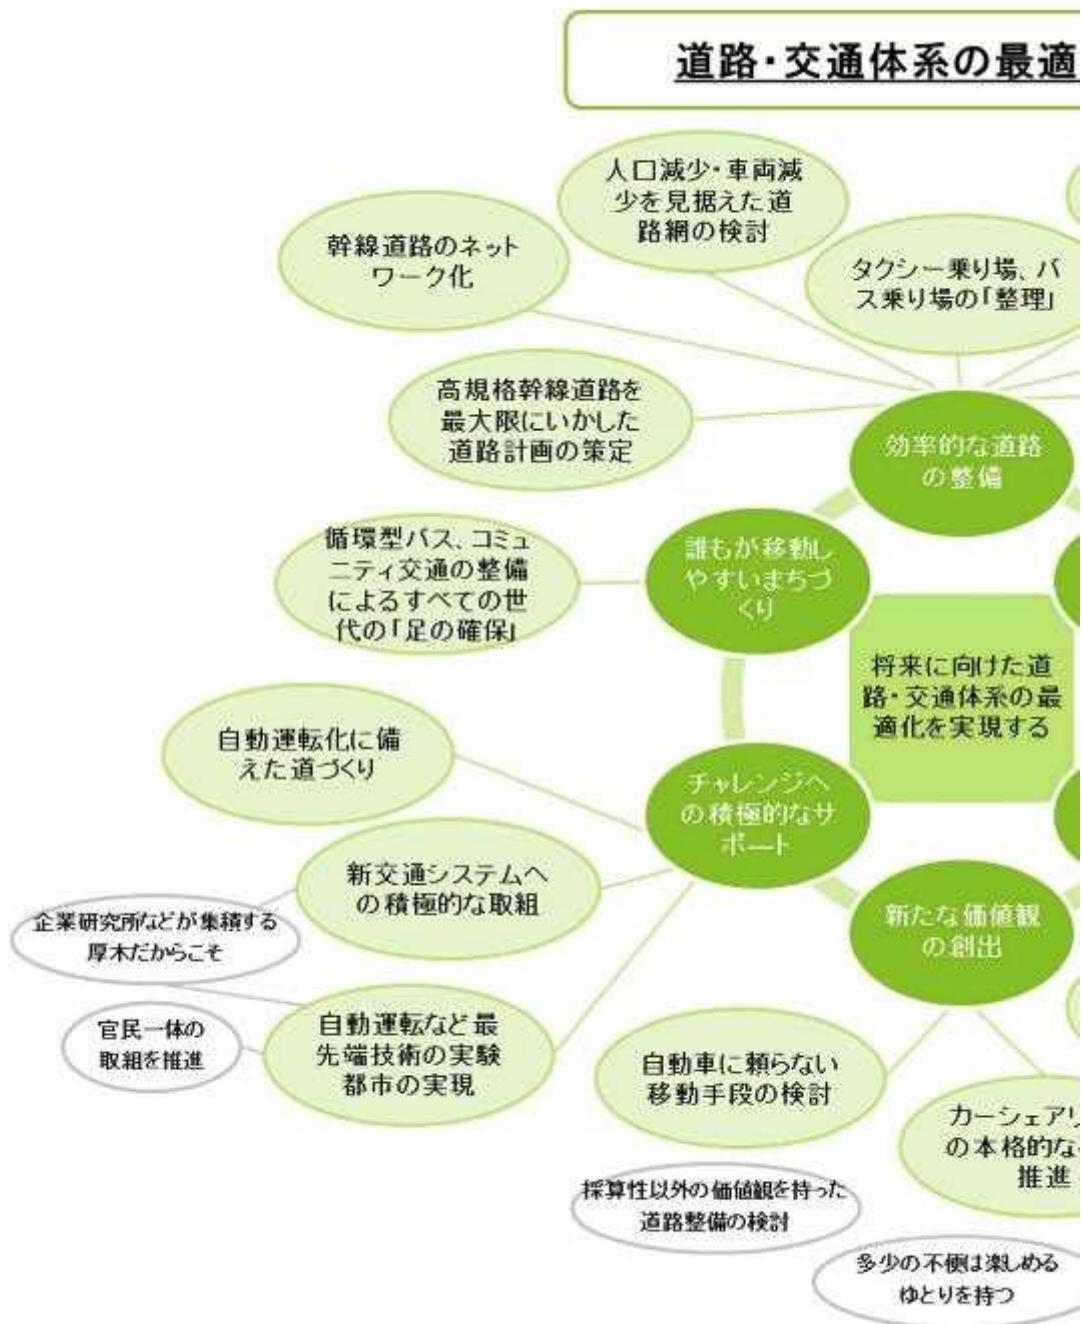 道路・交通体系の最適
人口減少・車両減
少を見据えた道
路網の検討
幹線道路のネット
ワーク化
タクシー乗り場、バ
ス乗り場の「整理」
高規格幹線道路を
最大限にいかした
道路計画の策定
効率的な道路
の整備
循環型バス、コミュ
ニティ交通の整備
によるすべての世
代の「足の確保」
誰もが移動し
やすいまちづ
くり
将来に向けた道
路・交通体系の最
適化を実現する
自動運転化に備
えた道づくり
チャレンジへ
の積極的なサ
ポート
新交通システムへ
の積極的な取組
企業研究所などが集積する
厚木だからこそ
新たな価値観
の創出
官民一体の
取組を推進
自動運転など最
先端技術の実験
都市の実現
自動車に頼らない
移動手段の検討
カーシェアリ
の本格的な
推進
採算性以外の価値観を持った
道路整備の検討
多少の不便は楽しめる
ゆとりを持つ